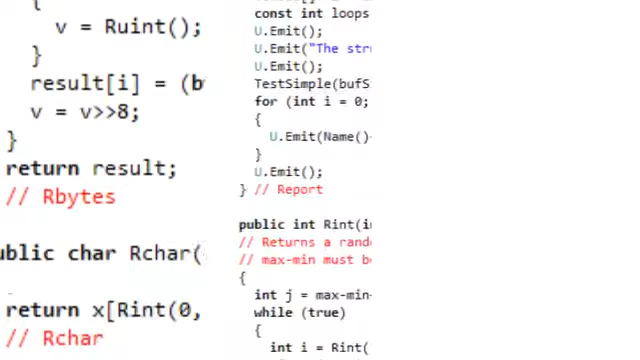 {
v = Ruint();
}
result[i] = (b
v = v>>8;
}
return result;
// Rbytes
ublic char Rchar(
return x[Rint(0,
// Rchar
const int loops
U.Emit();
U.Emit("The str
U.Emit();
TestSimple(bufS
for (int i = 0;
{
U.Emit(Name()
}
U.Emit();
} // Report
public int Rint(i
// Returns a rand
// max-min must b
{
int j = max-min
while (true)
{
int i = Rint(